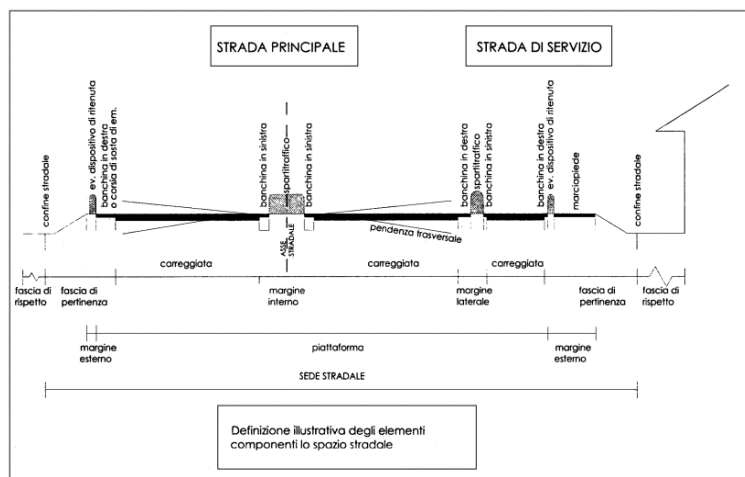 STRADA PRINCIPALE
STRADA DI SERVIZIO
confine stradale
ev. dispositivo di ritenuta
banchina in destra
o corsia di sosta di em.
banchina in sinistra
spartitraffico
banchina in sinistra
banchina in destra
spartitraffico
banchina in sinistra
banchina in destra
ev. dispositivo di ritenuta
marciapiede
confine stradale
ASSE
STRADALE
pendenza trasversale
carreggiata
carreggiata
carreggiata
fascia di
rispetto
fascia di
pertinenza
margine
interno
margine
laterale
fascia di
pertinenza
fascia di
rispetto
margine
esterno
piattaforma
margine
esterno
SEDE STRADALE
Definizione illustrativa degli elementi
componenti lo spazio stradale